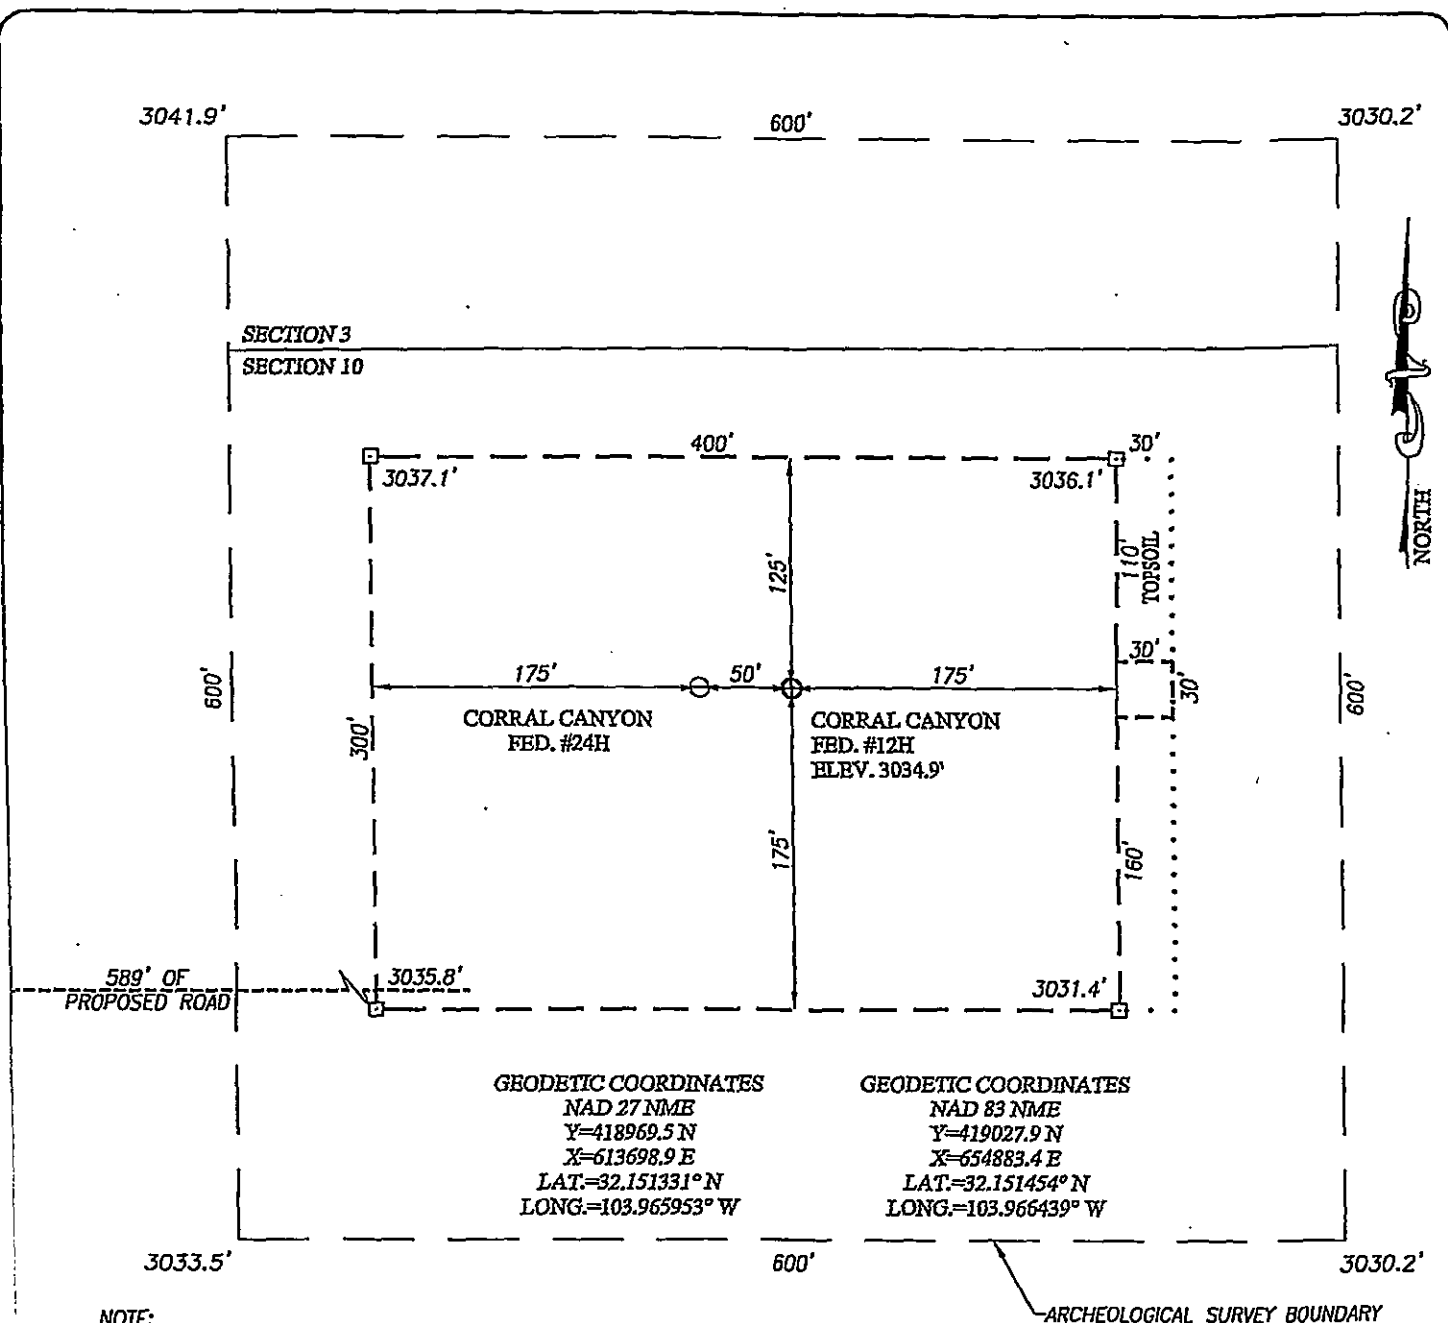 3041.9'
600'
3030.2'
SECTION 3
SECTION 10
400'
30'
3037.1'
3036.1'
NORTH
125'
110'
TOPSOIL
30'
175'
50'
175'
30'
600'
600'
300'
CORRAL CANYON
FED. #24H
CORRAL CANYON
FED. #12H
ELEV. 3034.9'
175'
160'
589' OF
PROPOSED ROAD
3035.8'
3031.4'
GEODETIC COORDINATES
NAD 27 NME
Y=418969.5 N
X=613698.9 E
LAT.=32.151331° N
LONG.=103.965953° W
GEODETIC COORDINATES
NAD 83 NME
Y=419027.9 N
X=654883.4 E
LAT.=32.151454° N
LONG.=103.966439° W
3033.5'
600'
3030.2'
NOTE:
ARCHEOLOGICAL SURVEY BOUNDARY